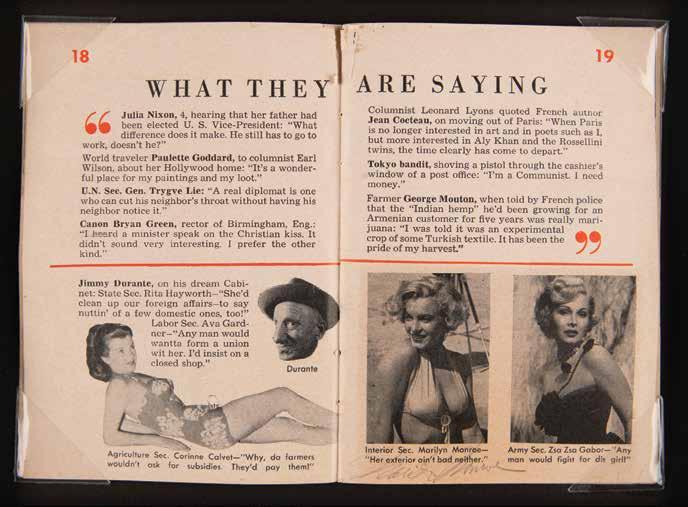 18
19
WHAT THEY ARE SAYING
Julia Nixon, 4, hearing that her father had
been elected U. S. Vice-President: "What
difference does it make. He still has to go to
work, doesn't he?"
World traveler Paulette Goddard, to columnist Earl
Wilson, about her Hollywood home: "It's a wonder-
ful place for my paintings and my loot."
U.N. Sec. Gen. Trygve Lie: "A real diplomat is one
who can cut his neighbor's throat without having his
neighbor notice it."
Canon Bryan Green, rector of Birmingham, Eng.:
"I heard a minister speak on the Christian kiss. It
didn't sound very interesting. I prefer the other
kind."
Columnist Leonard Lyons quoted French author
Jean Cocteau, on moving out of Paris: "When Paris
is no longer interested in art and in poets such as I,
but more interested in Aly Khan and the Rossellini
twins, the time clearly has come to depart."
Tokyo bandit, shoving a pistol through the cashier's
window of a post office: "I'm a Communist. I need
money."
Farmer George Mouton, when told by French police
that the "Indian hemp" he'd been growing for an
Armenian customer for five years was really mari-
juana: "I was told it was an experimental
crop of some Turkish textile. It has been the
pride of my harvest."
Jimmy Durante, on his dream Cabi-
net: State Sec. Rita Hayworth—"She'd
clean up our foreign affairs—to say
nuttin' of a few domestic ones, too!"
Labor Sec. Ava Gard-
ner—"Any man would
wantta form a union
wit her. I'd insist on a
closed shop."
Durante
Agriculture Sec. Corinne Calvet—"Why, da farmers
wouldn't ask for subsidies. They'd pay them!"
Interior Sec. Marilyn Monroe—
"Her exterior ain't bad neither."
Army Sec. Zsa Zsa Gabor—"Any
man would fight for dis girl!"